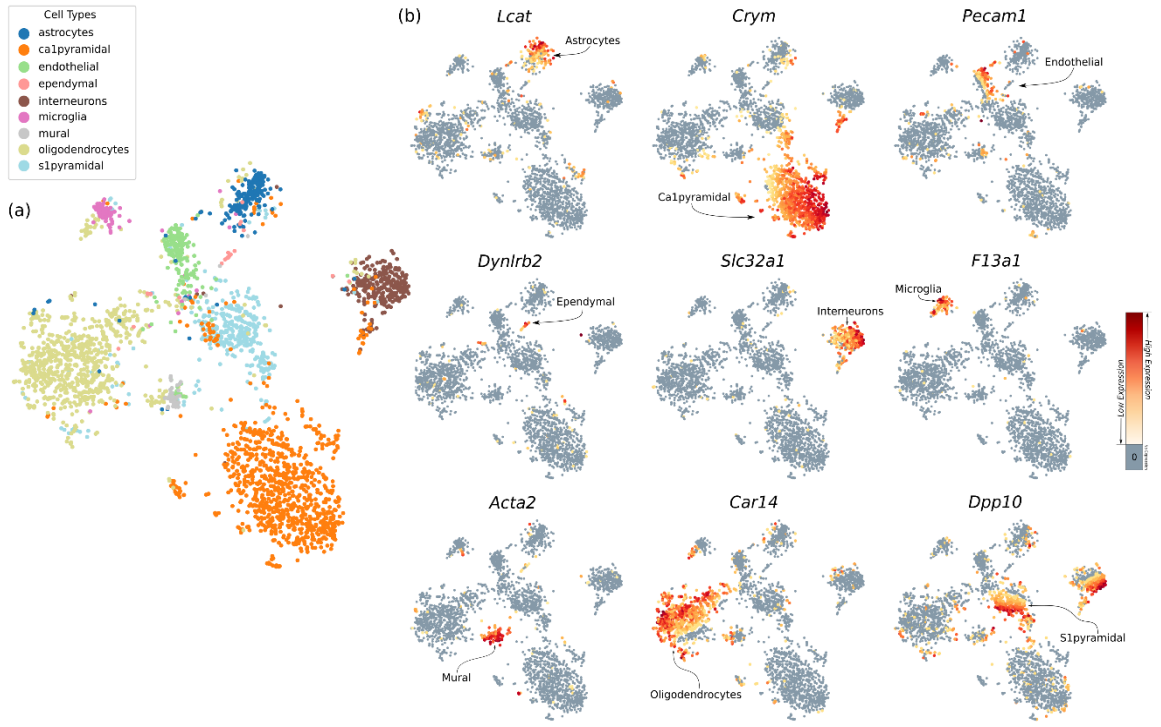 Cell Types
astrocytes
ca1pyramidal
endothelial
ependymal
interneurons
microglia
mural
oligodendrocytes
s1pyramidal
(a)
(b)
Lcat
Crym
Pecam1
Astrocytes
Endothelial
Ca1pyramidal
Dynlrb2
Slc32a1
F13a1
Ependymal
Interneurons
Microglia
Low Expression
High Expression
0
Acta2
Car14
Dpp10
Mural
Oligodendrocytes
S1pyramidal